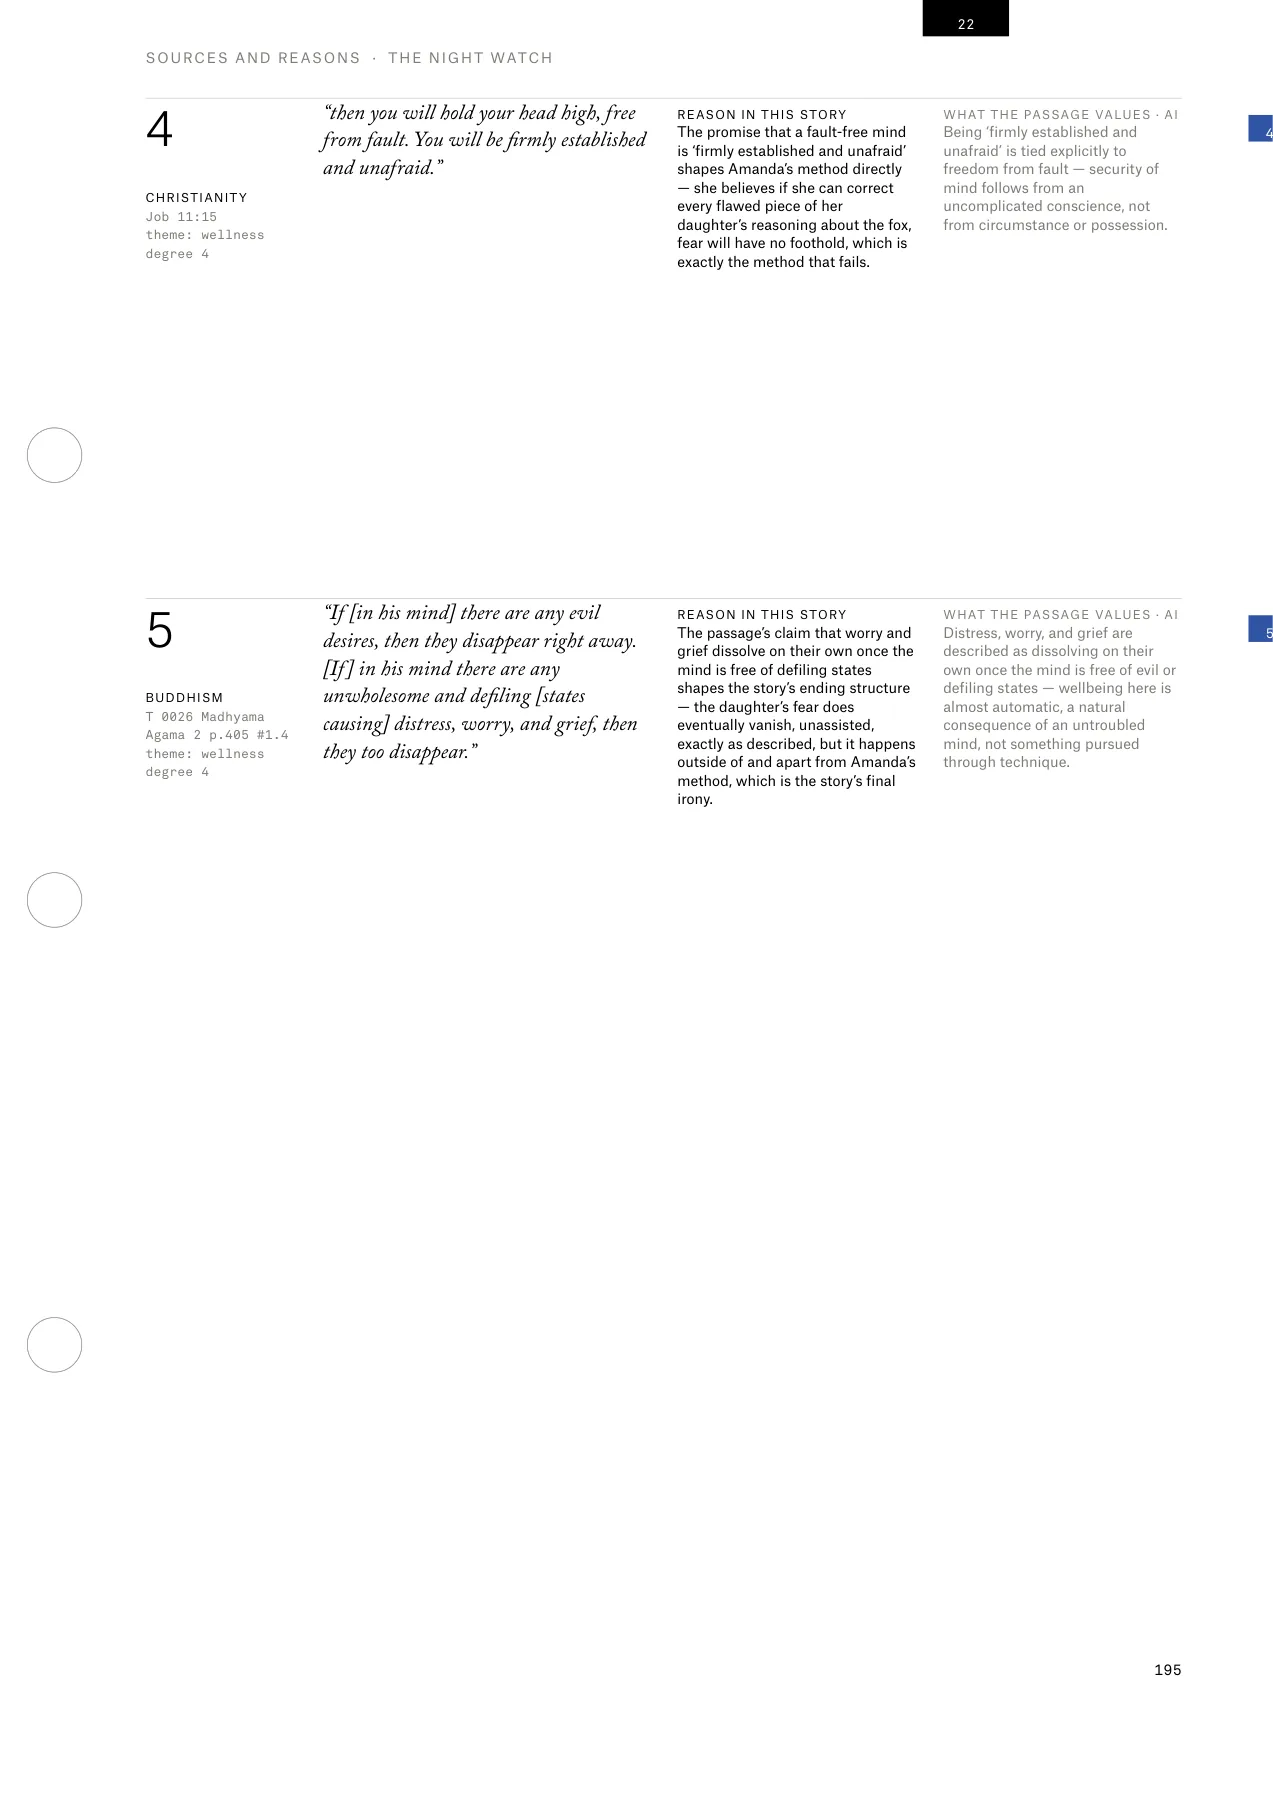 22
SOURCES AND REASONS · THE NIGHT WATCH
4
CHRISTIANITY
Job 11:15
theme: wellness
degree 4
“then you will hold your head high, free
from fault. You will be firmly established
and unafraid.”
REASON IN THIS STORY
The promise that a fault-free mind
is ‘firmly established and unafraid’
shapes Amanda’s method directly
— she believes if she can correct
every flawed piece of her
daughter’s reasoning about the fox,
fear will have no foothold, which is
exactly the method that fails.
WHAT THE PASSAGE VALUES · AI
Being ‘firmly established and
unafraid’ is tied explicitly to
freedom from fault — security of
mind follows from an
uncomplicated conscience, not
from circumstance or possession.
4
5
BUDDHISM
T 0026 Madhyama
Agama 2 p.405 #1.4
theme: wellness
degree 4
“If [in his mind] there are any evil
desires, then they disappear right away.
[If] in his mind there are any
unwholesome and defiling [states
causing] distress, worry, and grief, then
they too disappear.”
REASON IN THIS STORY
The passage’s claim that worry and
grief dissolve on their own once the
mind is free of defiling states
shapes the story’s ending structure
— the daughter’s fear does
eventually vanish, unassisted,
exactly as described, but it happens
outside of and apart from Amanda’s
method, which is the story’s final
irony.
WHAT THE PASSAGE VALUES · AI
Distress, worry, and grief are
described as dissolving on their
own once the mind is free of evil or
defiling states — wellbeing here is
almost automatic, a natural
consequence of an untroubled
mind, not something pursued
through technique.
5
195